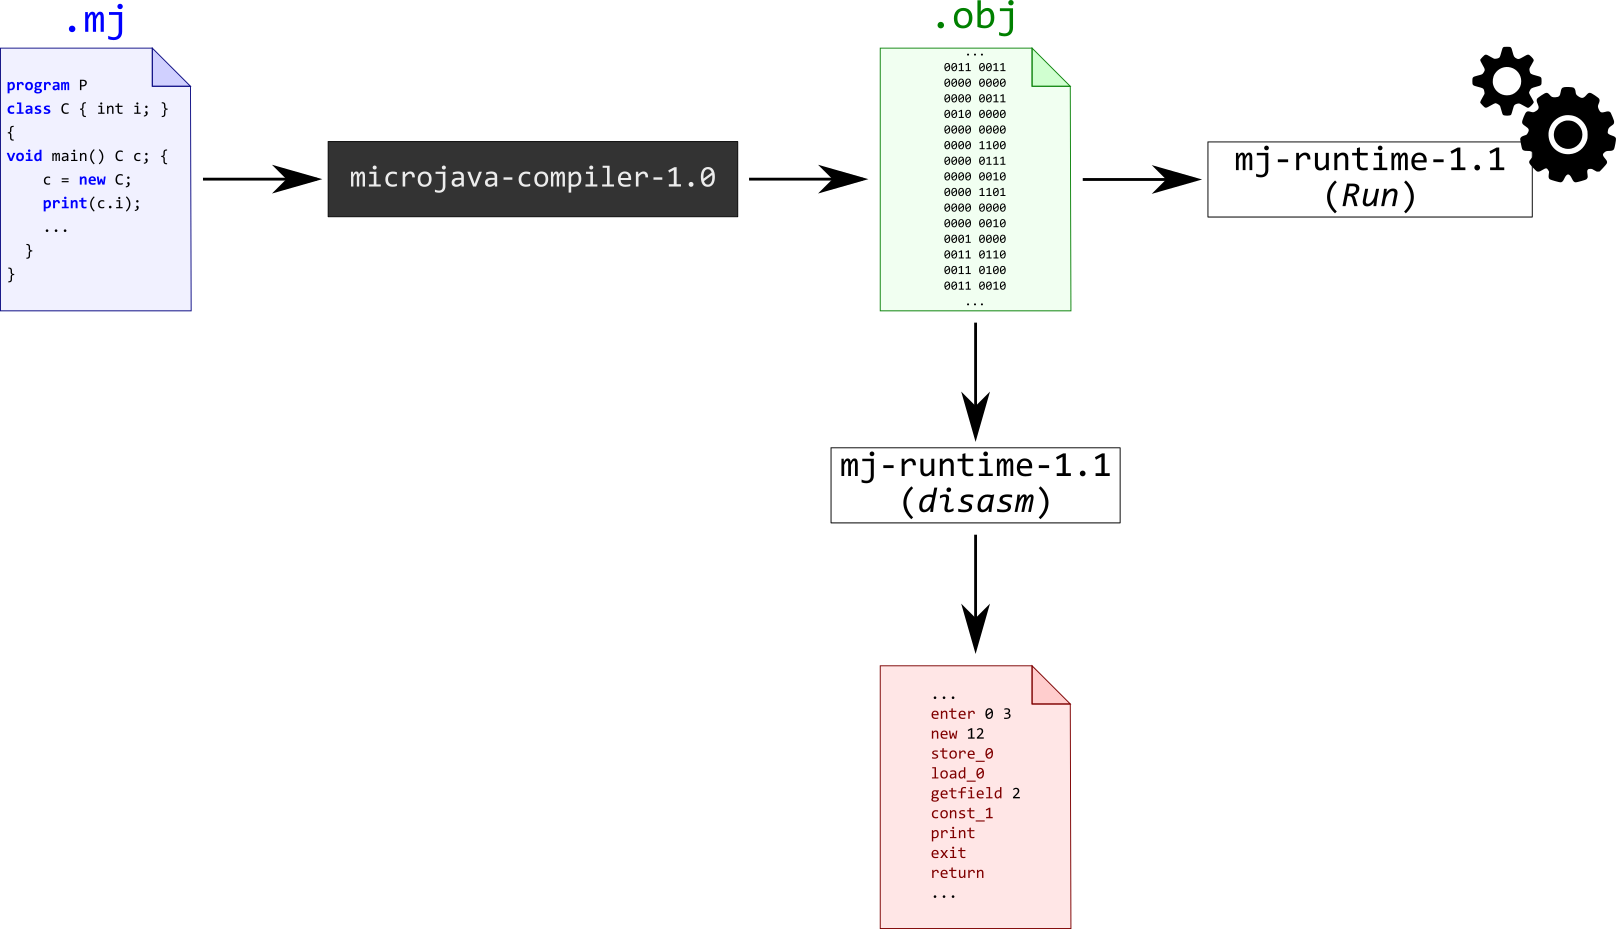 .mj
program P
class C { int i; }
{
void main() C c; {
c = new C;
print(c.i);
...
}
}
microjava-compiler-1.0
.obj
...
0011 0011
0000 0000
0000 0011
0010 0000
0000 0000
0000 1100
0000 0111
0000 0010
0000 1101
0000 0000
0000 0010
0001 0000
0011 0110
0011 0100
0011 0010
...
mj-runtime-1.1
(Run)
mj-runtime-1.1
(disasm)
...
enter 0 3
new 12
store_0
load_0
getfield 2
const_1
print
exit
return
...